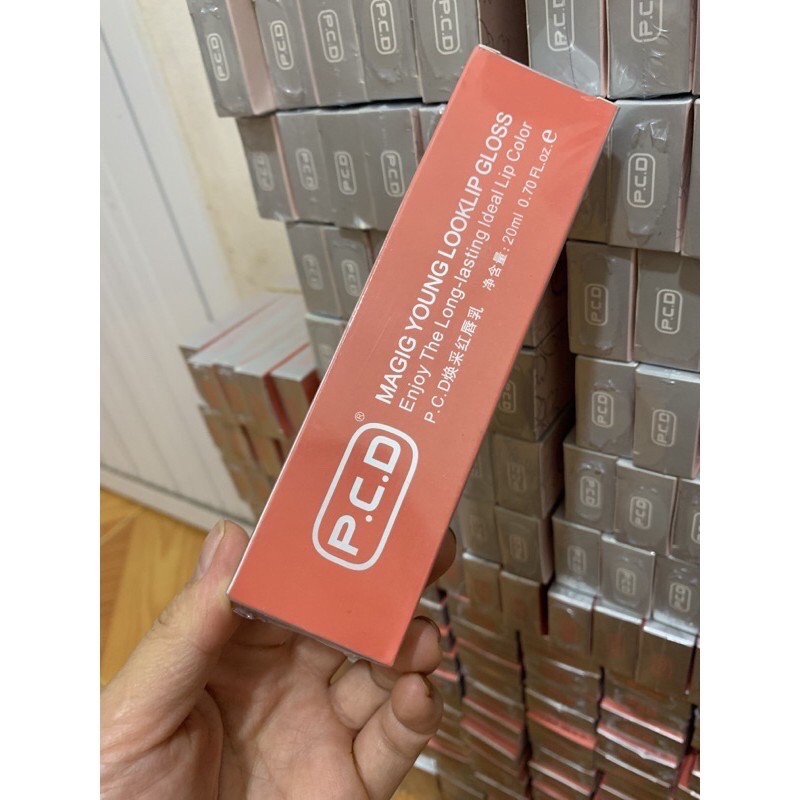 P.C.D®
MAGIG YOUNG LOOKLIP GLOSS
Enjoy The Long-lasting Ideal Lip Color
P.C.D焕采红唇乳 净含量:20ml 0.70 FL.oz.e
P.C.D
P.C.D
P.C.D
P.C.D
P.C.D
P.C.D
P.C.D
P.C.D
P.C.D
P.C.D
P.C.D